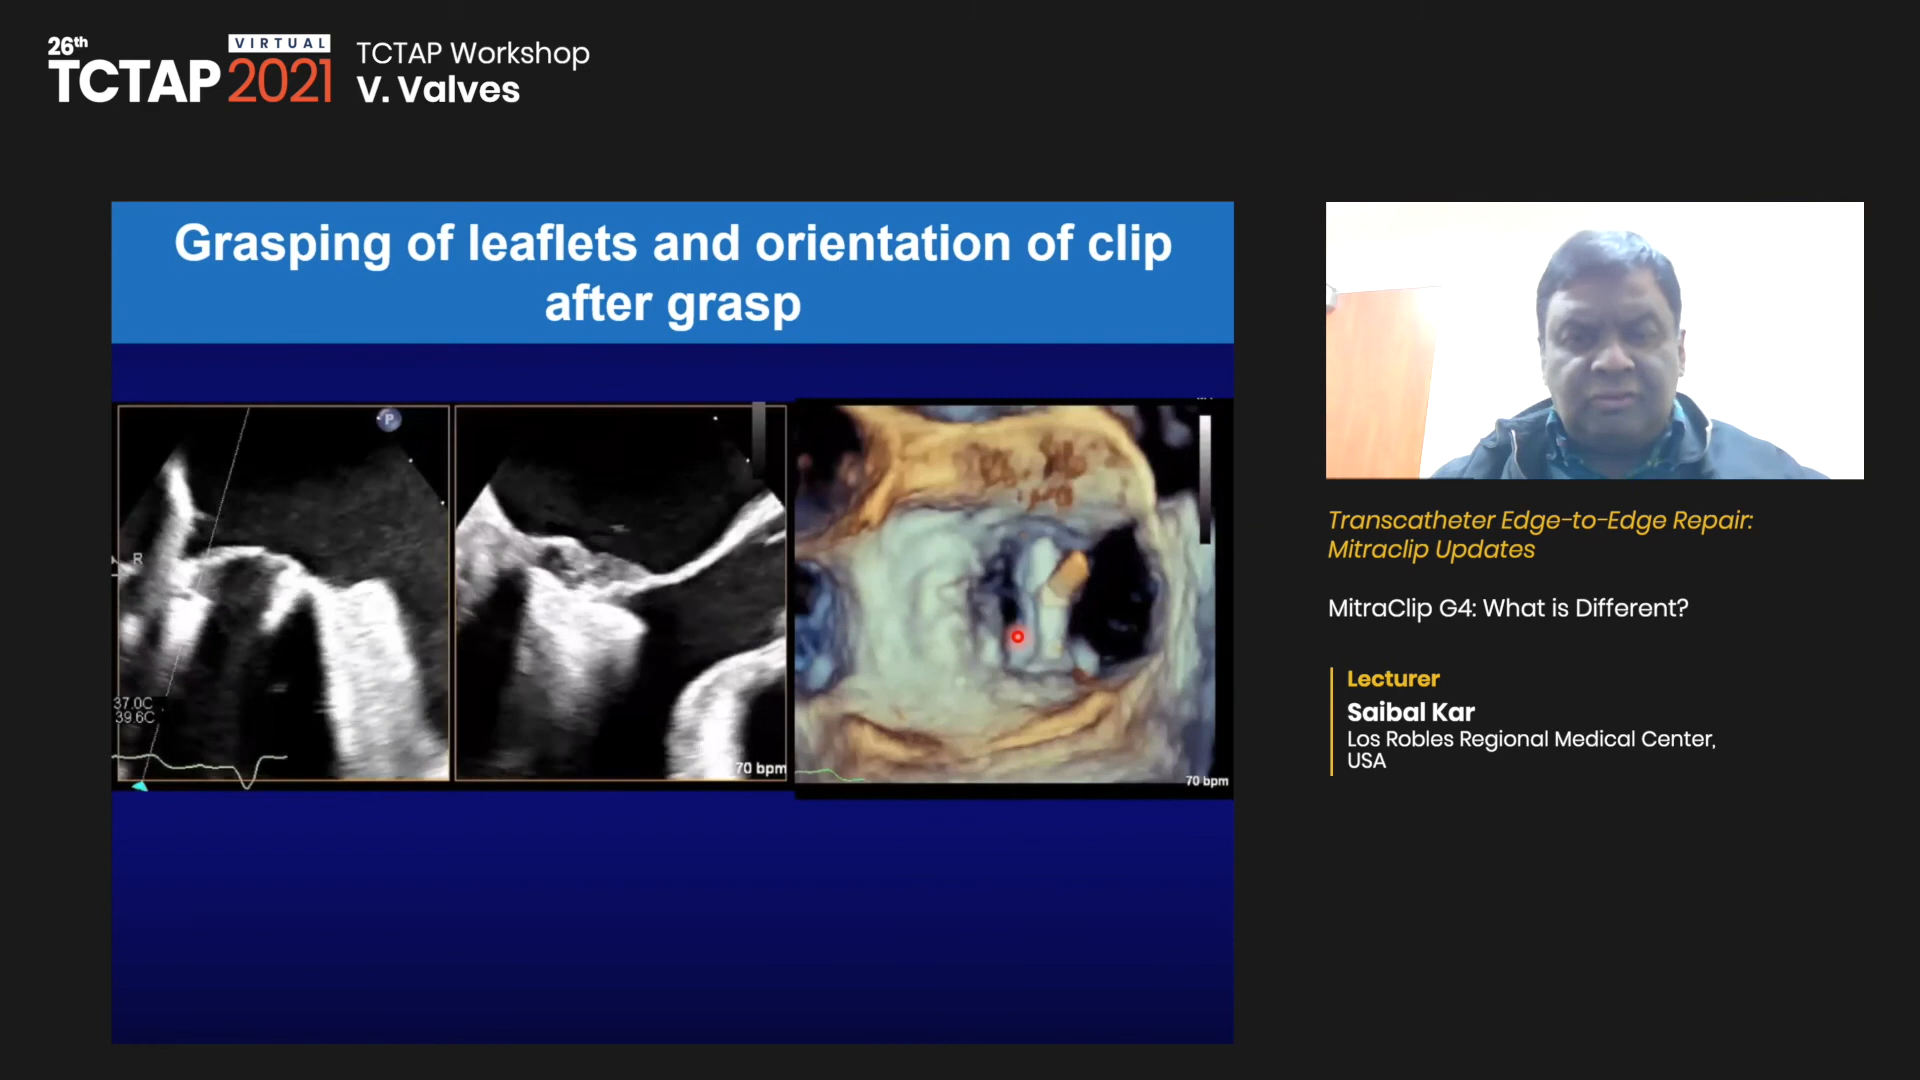 26th
VIRTUAL
TCTAP 2021
TCTAP Workshop
V. Valves
Grasping of leaflets and orientation of clip
after grasp
P
R
37.0C
39.6C
70 bpm
70 bpm
Transcatheter Edge-to-Edge Repair:
Mitraclip Updates
MitraClip G4: What is Different?
Lecturer
Saibal Kar
Los Robles Regional Medical Center,
USA